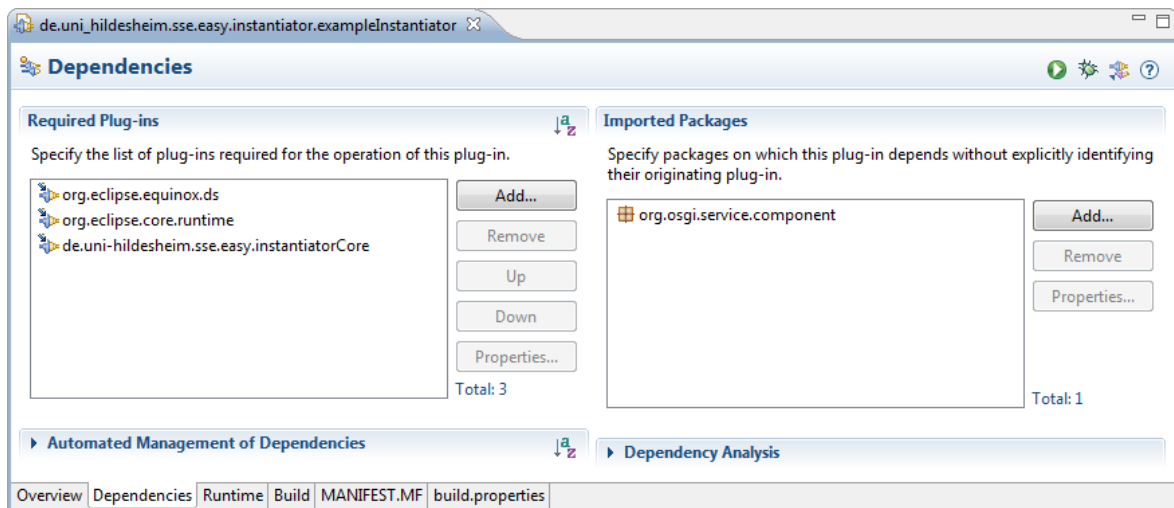 de.uni_hildesheim.sse.easy.instantiator.exampleInstantiator
Dependencies
Required Plug-ins
Specify the list of plug-ins required for the operation of this plug-in.
org.eclipse.equinox.ds
org.eclipse.core.runtime
de.uni-hildesheim.sse.easy.instantiatorCore
Add...
Remove
Up
Down
Properties...
Total: 3
Imported Packages
Specify packages on which this plug-in depends without explicitly identifying
their originating plug-in.
org.osgi.service.component
Add...
Remove
Properties...
Total: 1
Automated Management of Dependencies
Dependency Analysis
Overview Dependencies Runtime Build MANIFEST.MF build.properties